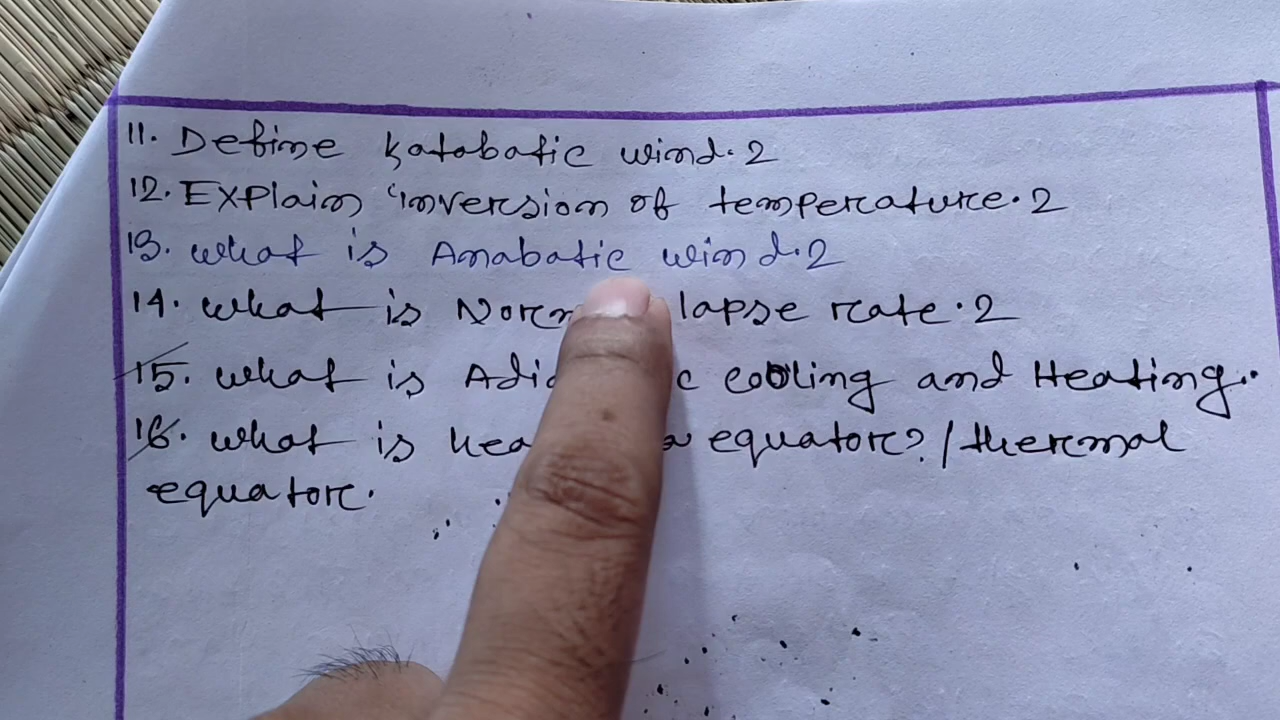 11. Define katabatic wind. 2
12. Explain 'inversion of temperature. 2
13. what is Anabatic wind. 2
14. what is lapse rate. 2
15. what is cooling and Heating.
16. what is equator? / thermal
equator.